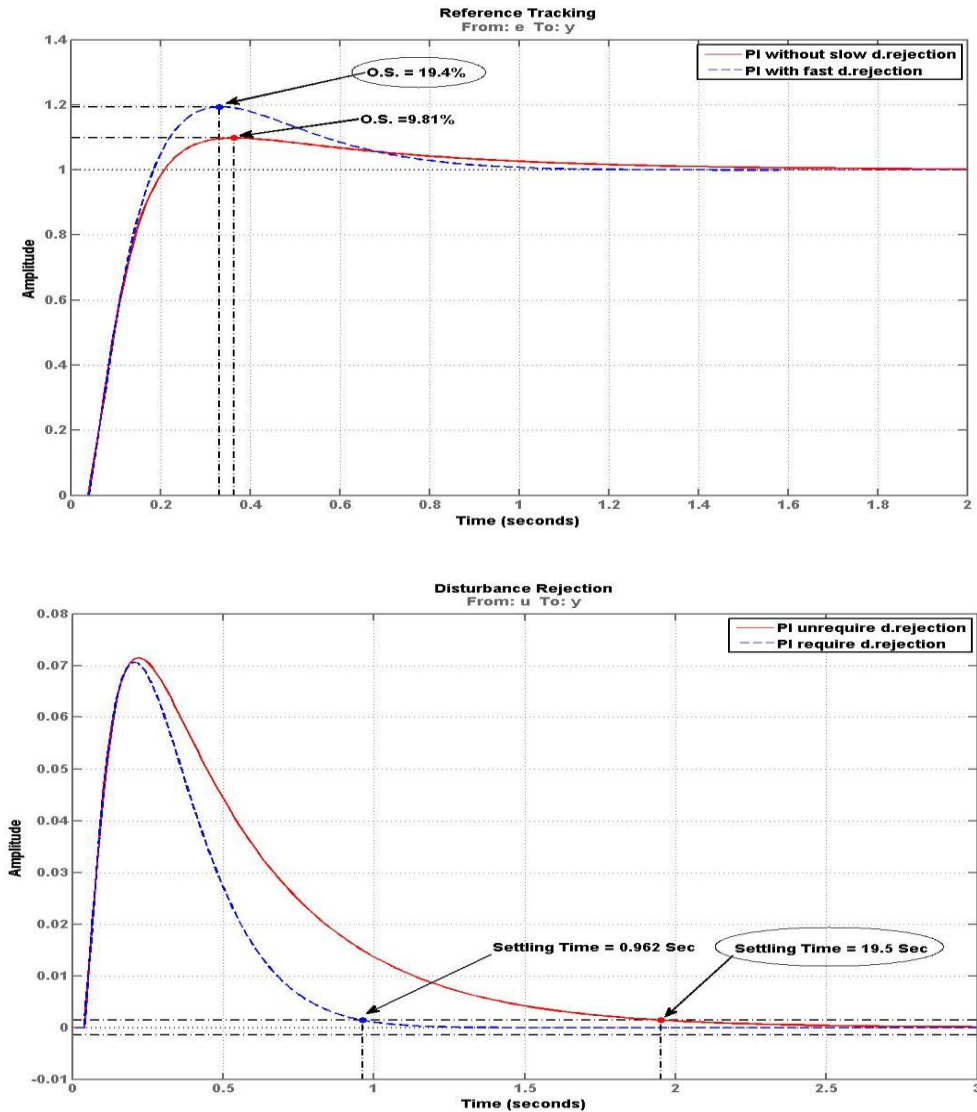 Reference Tracking
From: e To: y
1.4
1.2
1
0.8
0.6
0.4
0.2
0
Amplitude
PI without slow d.rejection
PI with fast d.rejection
O.S. = 19.4%
O.S. =9.81%
0 0.2 0.4 0.6 0.8 1 1.2 1.4 1.6 1.8 2
Time (seconds)
Disturbance Rejection
From: u To: y
0.08
0.07
0.06
0.05
0.04
0.03
0.02
0.01
0
-0.01
Amplitude
PI unrequire d.rejection
PI require d.rejection
Settling Time = 0.962 Sec
Settling Time = 19.5 Sec
0 0.5 1 1.5 2 2.5 3
Time (seconds)